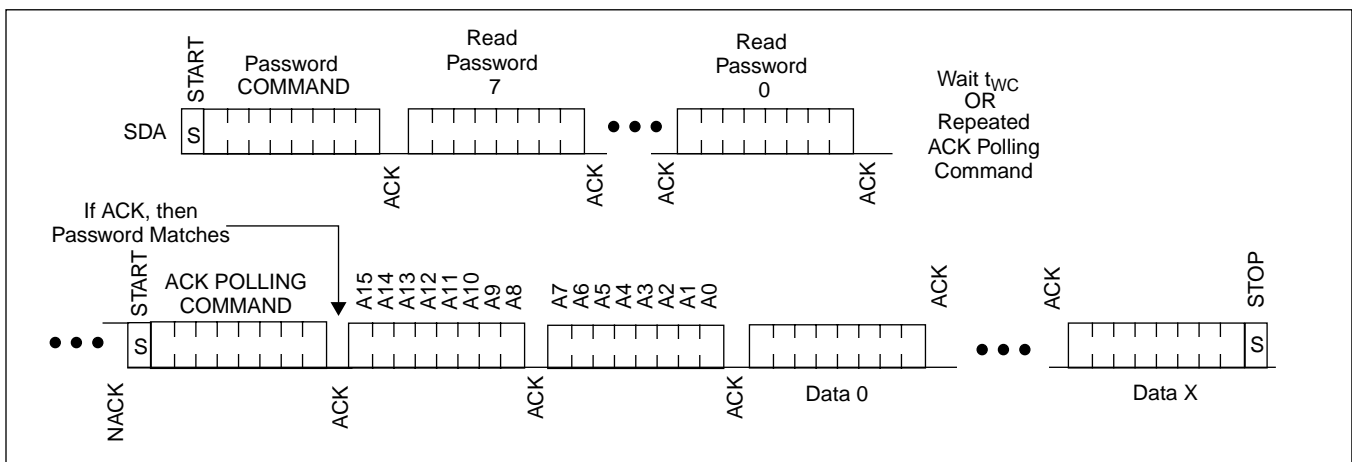 START
Password
COMMAND
Read
Password
7
Read
Password
0
Wait tWC
OR
Repeated
ACK Polling
Command
SDA
S
ACK
ACK
ACK
ACK
If ACK, then
Password Matches
START
ACK POLLING
COMMAND
A15
A14
A13
A12
A11
A10
A9
A8
A7
A6
A5
A4
A3
A2
A1
A0
ACK
ACK
STOP
S
S
NACK
ACK
ACK
ACK
Data 0
Data X